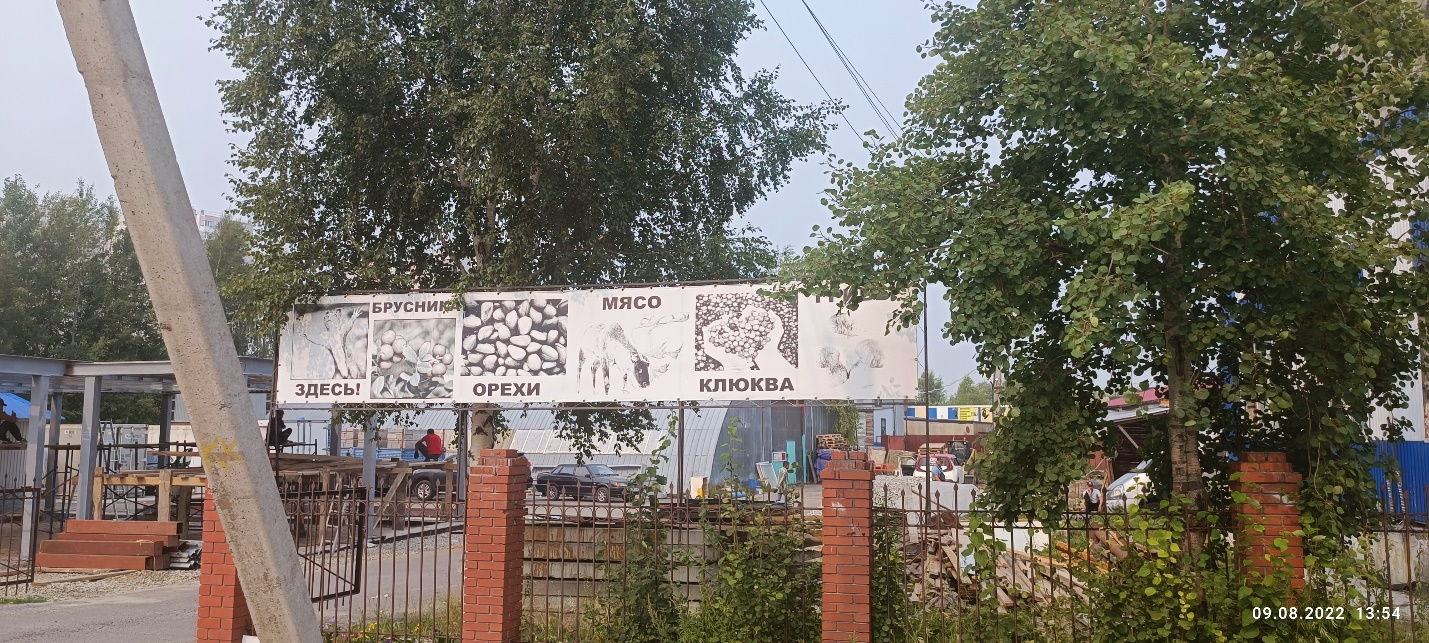 БРУСНИК
МЯСО
ЗДЕСЬ!
ОРЕХИ
КЛЮКВА
09.08.2022 13:54